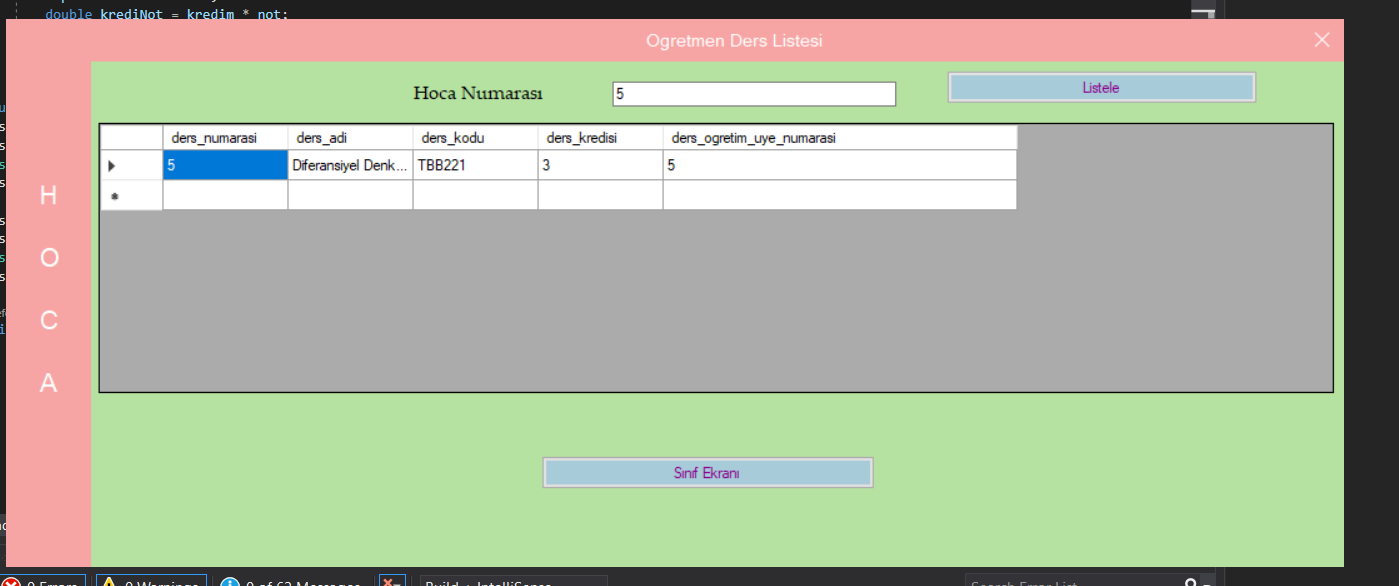 double krediNot = kredim * not;
Ogretmen Ders Listesi
Hoca Numarası
5
Listele
ders_numarasi ders_adi ders_kodu ders_kredisi ders_ogretim_uye_numarasi
5 Diferansiyel Denk... TBB221 3 5
H
O
C
A
Sınıf Ekranı
0 Errors 0 Warnings 0 of 62 Messages Build + IntelliSense Search Error List